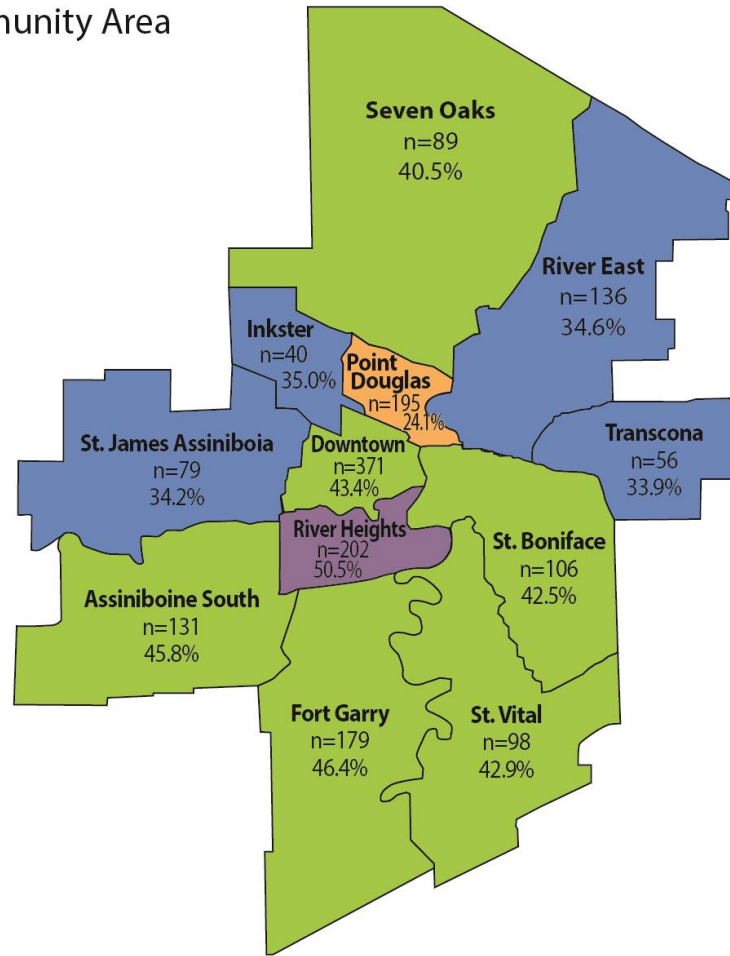 Area
Seven Oaks
n=89
40.5%
River East
n=136
34.6%
Inkster
n=40
35.0%
Point
Douglas
n=195
24.1%
St. James Assiniboia
n=79
34.2%
Downtown
n=371
43.4%
Transcona
n=56
33.9%
River Heights
n=202
50.5%
St. Boniface
n=106
42.5%
Assiniboine South
n=131
45.8%
Fort Garry
n=179
46.4%
St. Vital
n=98
42.9%